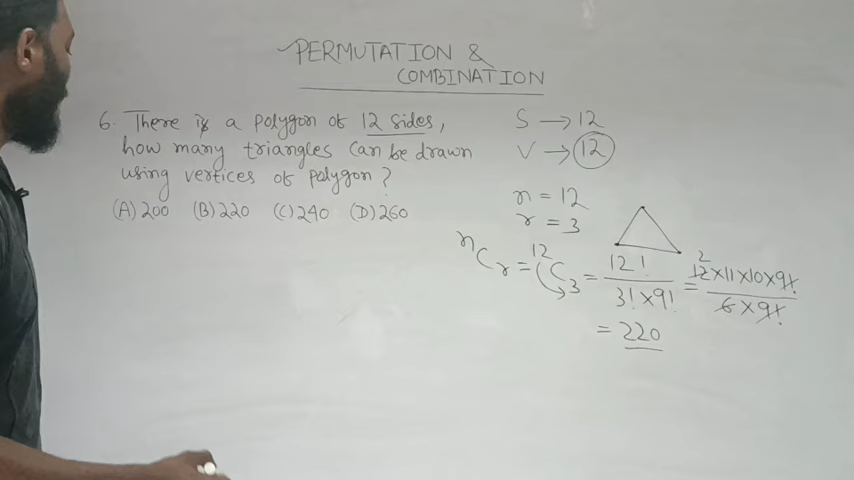 PERMUTATION &
COMBINATION
6. There is a polygon of 12 sides,
how many triangles can be drawn
using vertices of polygon?
(A) 200 (B) 220 (C) 240 (D) 260
S → 12
V → 12
n = 12
r = 3
nCr = 12C3 = 12! / 3! × 9! = 12 × 11 × 10 × 9! / 6 × 9!
2
= 220